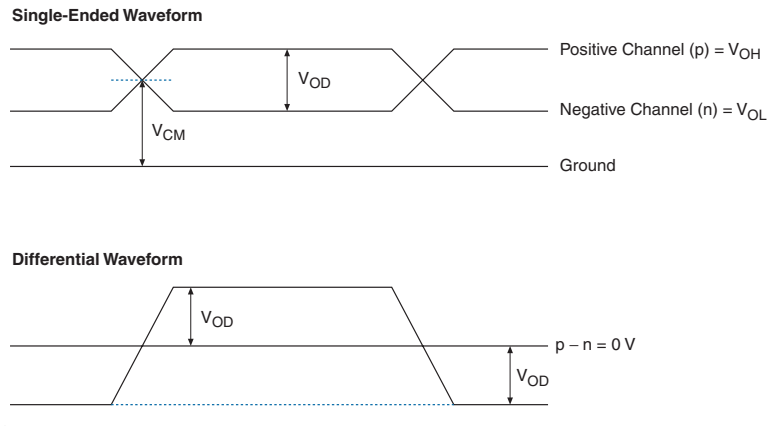 Single-Ended Waveform
Positive Channel (p) = VOH
VOD
Negative Channel (n) = VOL
VCM
Ground
Differential Waveform
VOD
p – n = 0 V
VOD